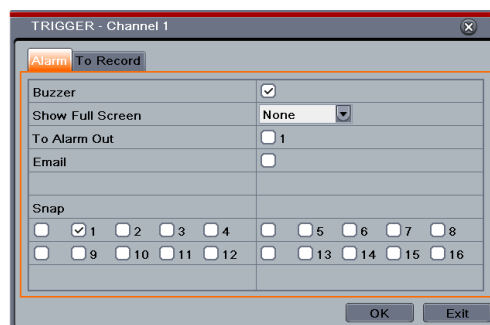 TRIGGER - Channel 1
Alarm To Record
Buzzer
Show Full Screen None
To Alarm Out 1
Email
Snap
1 2 3 4 5 6 7 8
9 10 11 12 13 14 15 16
OK Exit